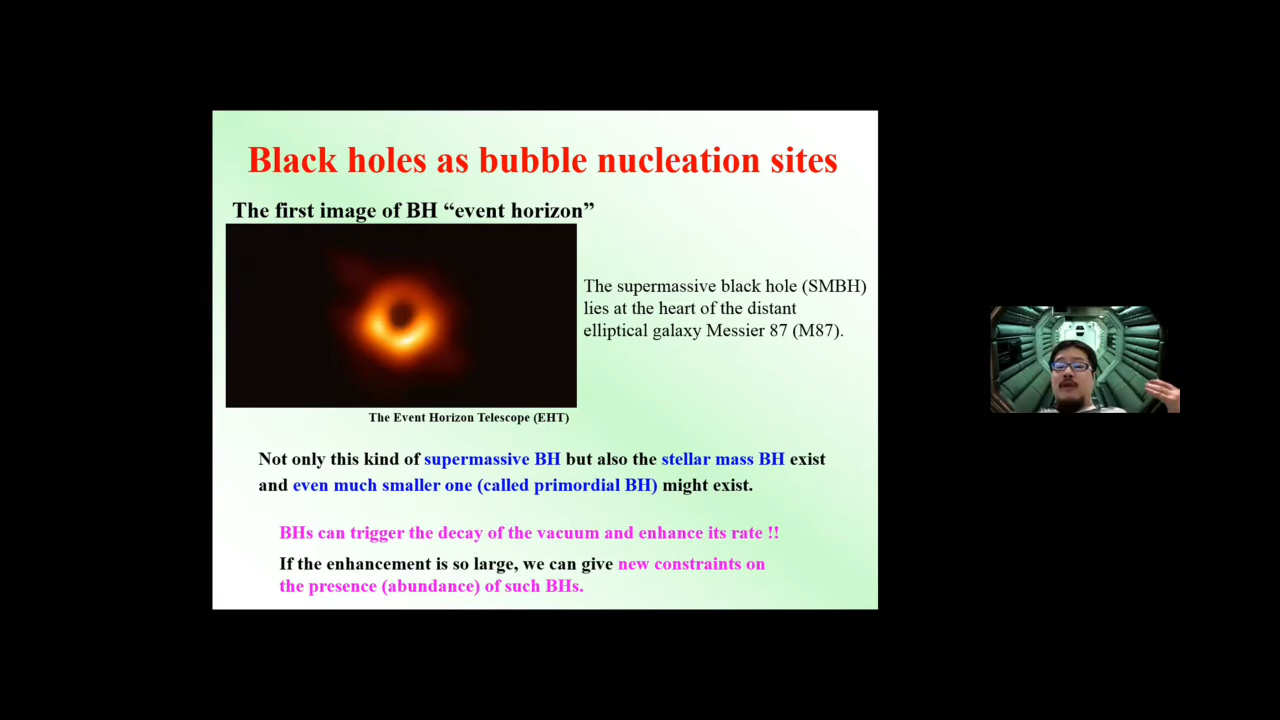 Black holes as bubble nucleation sites
The first image of BH “event horizon”
The supermassive black hole (SMBH)
lies at the heart of the distant
elliptical galaxy Messier 87 (M87).
The Event Horizon Telescope (EHT)
Not only this kind of supermassive BH but also the stellar mass BH exist
and even much smaller one (called primordial BH) might exist.
BHs can trigger the decay of the vacuum and enhance its rate !!
If the enhancement is so large, we can give new constraints on
the presence (abundance) of such BHs.